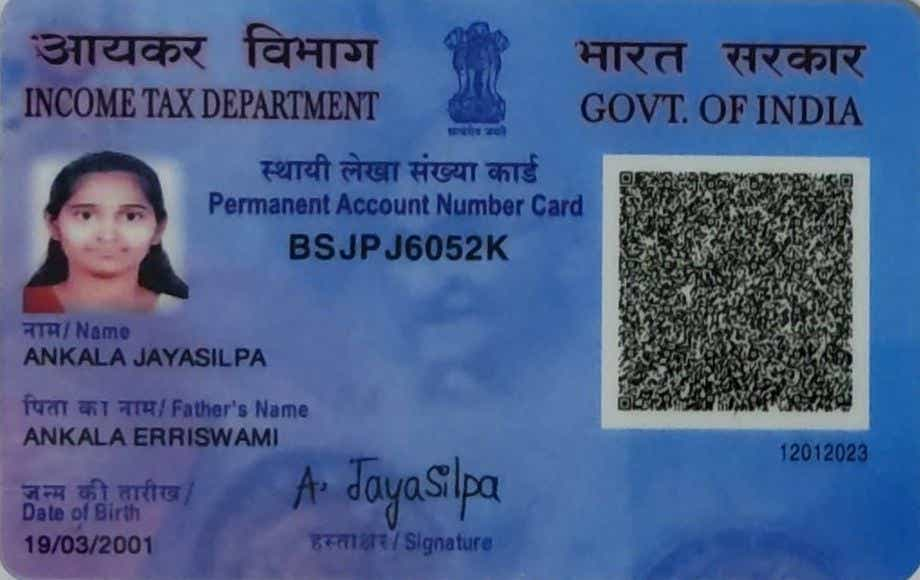 आयकर विभाग
INCOME TAX DEPARTMENT
भारत सरकार
GOVT. OF INDIA
सत्यमेव जयते
स्थायी लेखा संख्या कार्ड
Permanent Account Number Card
BSJPJ6052K
नाम / Name
ANKALA JAYASILPA
पिता का नाम / Father's Name
ANKALA ERRISWAMI
जन्म की तारीख /
Date of Birth
19/03/2001
A. JayaSilpa
हस्ताक्षर / Signature
12012023